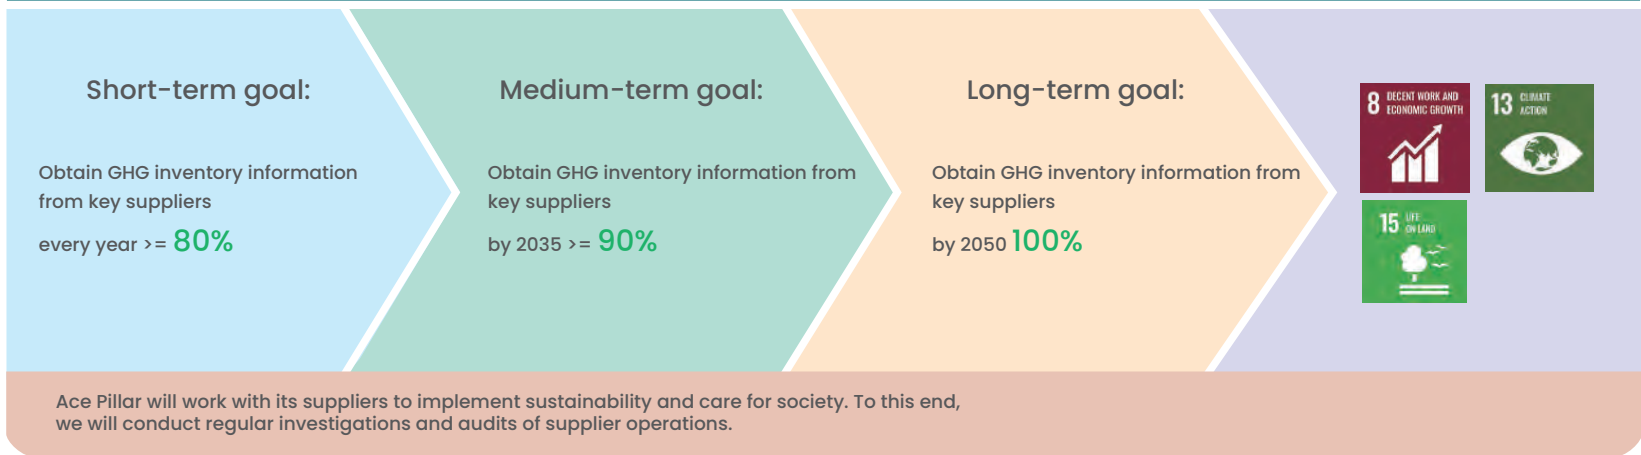 Short-term goal:
Obtain GHG inventory information
from key suppliers
every year >= 80%
Medium-term goal:
Obtain GHG inventory information from
key suppliers
by 2035 >= 90%
Long-term goal:
Obtain GHG inventory information from
key suppliers
by 2050 100%
8 DECENT WORK AND
ECONOMIC GROWTH
13 CLIMATE
ACTION
15 LIFE
ON LAND
Ace Pillar will work with its suppliers to implement sustainability and care for society. To this end,
we will conduct regular investigations and audits of supplier operations.